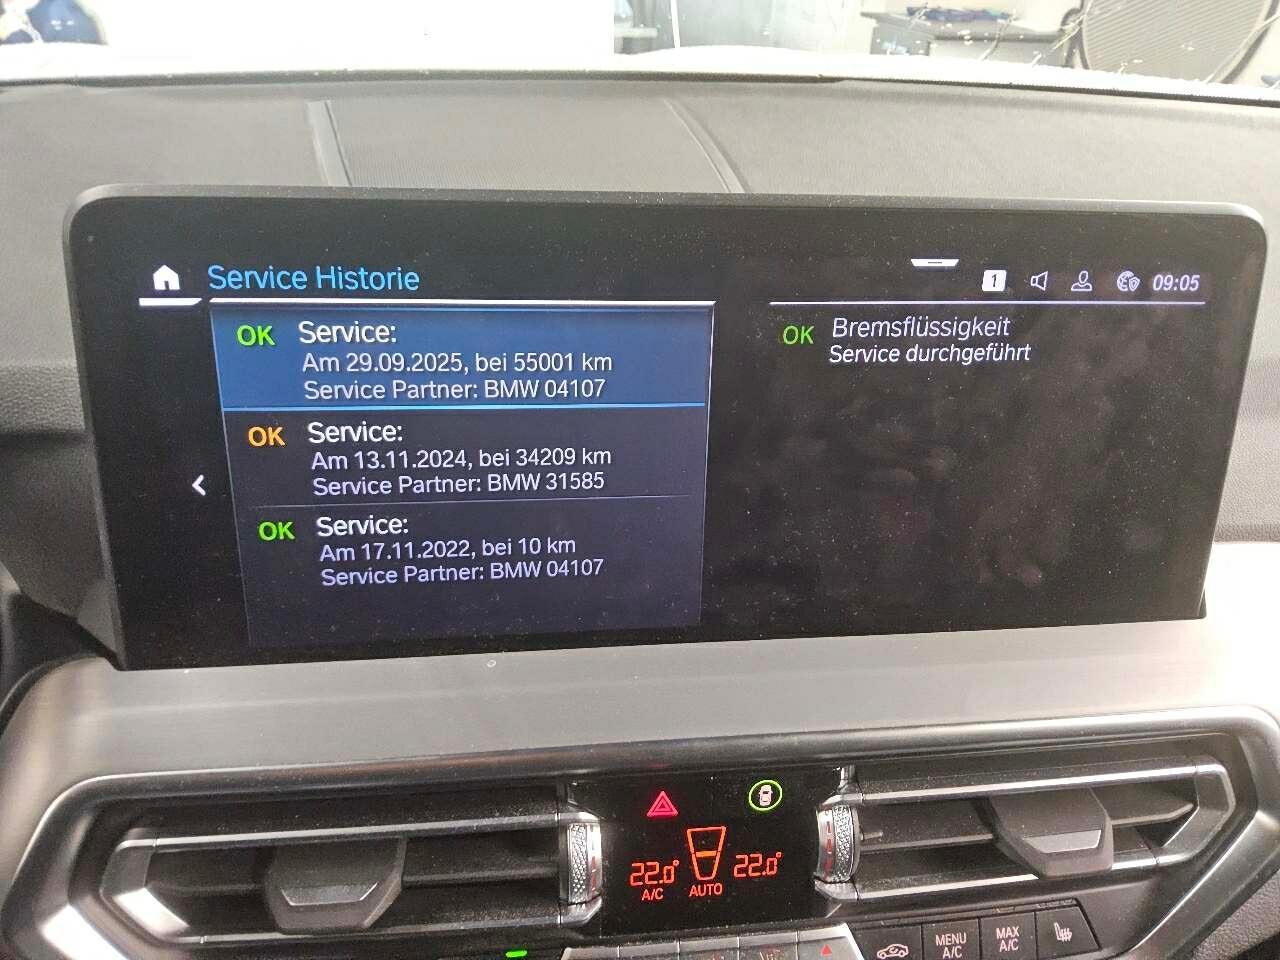 Service Historie
1
09:05
OK Service:
Am 29.09.2025, bei 55001 km
Service Partner: BMW 04107
OK Service:
Am 13.11.2024, bei 34209 km
Service Partner: BMW 31585
OK Service:
Am 17.11.2022, bei 10 km
Service Partner: BMW 04107
OK Bremsflüssigkeit
Service durchgeführt
22.0°
A/C
AUTO
22.0°
MENU
A/C
MAX
A/C